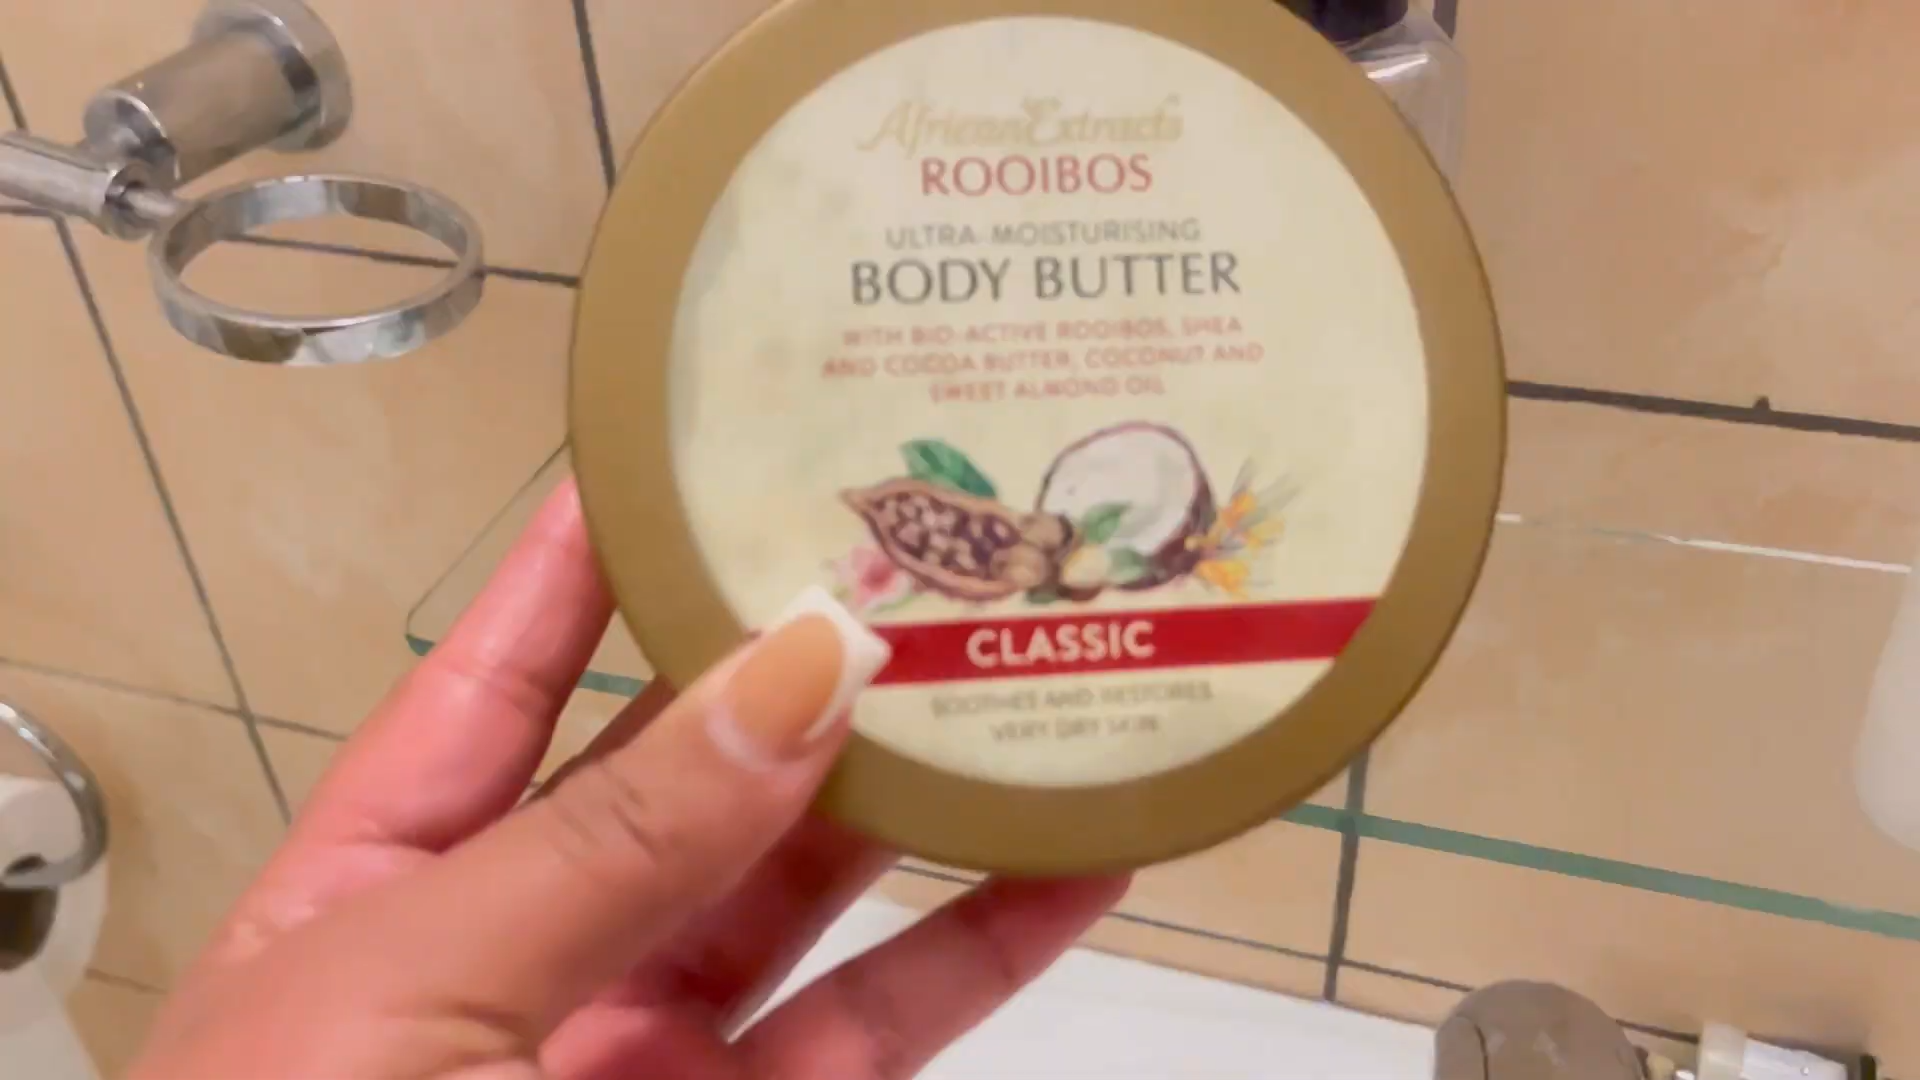 African Extracts
ROOIBOS
ULTRA-MOISTURISING
BODY BUTTER
WITH BIO-ACTIVE ROOIBOS, SHEA
AND COCOA BUTTER, COCONUT AND
SWEET ALMOND OIL
CLASSIC
SOOTHES AND RESTORES
VERY DRY SKIN